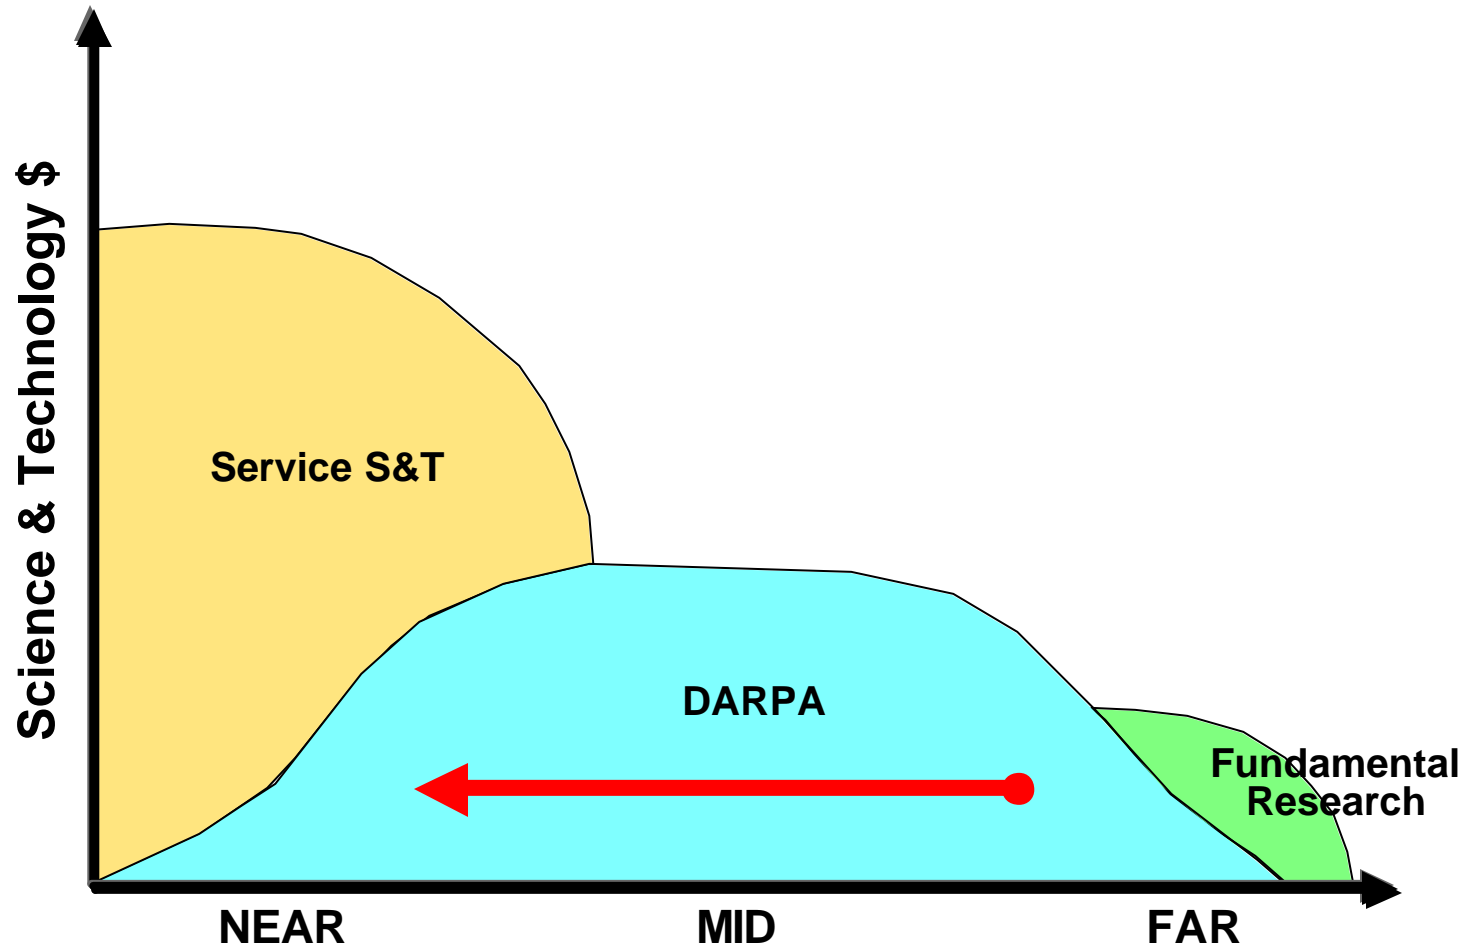 Science & Technology $
Service S&T
DARPA
Fundamental
Research
NEAR
MID
FAR